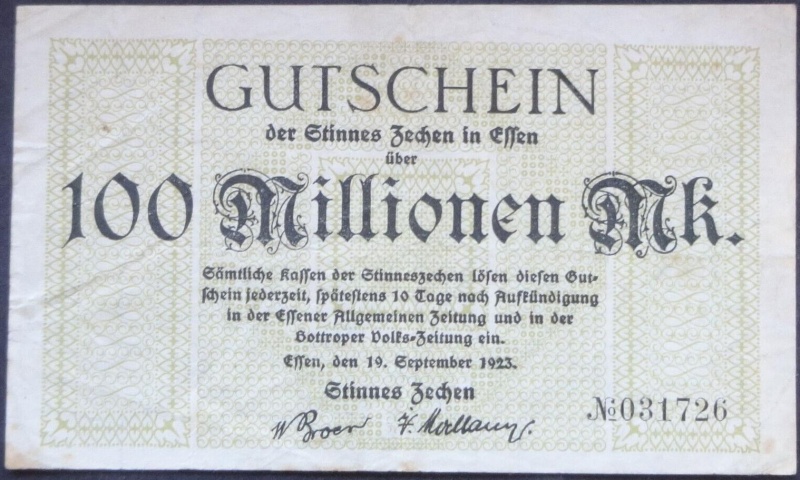 GUTSCHEIN
der Stinnes Zechen in Essen
über
100 Millionen Mk.
Sämtliche Kassen der Stinneszechen lösen diesen Gut-
schein jederzeit, spätestens 10 Tage nach Aufkündigung
in der Essener Allgemeinen Zeitung und in der
Bottroper Volks-Zeitung ein.
Essen, den 19. September 1923.
Stinnes Zechen
№ 031726